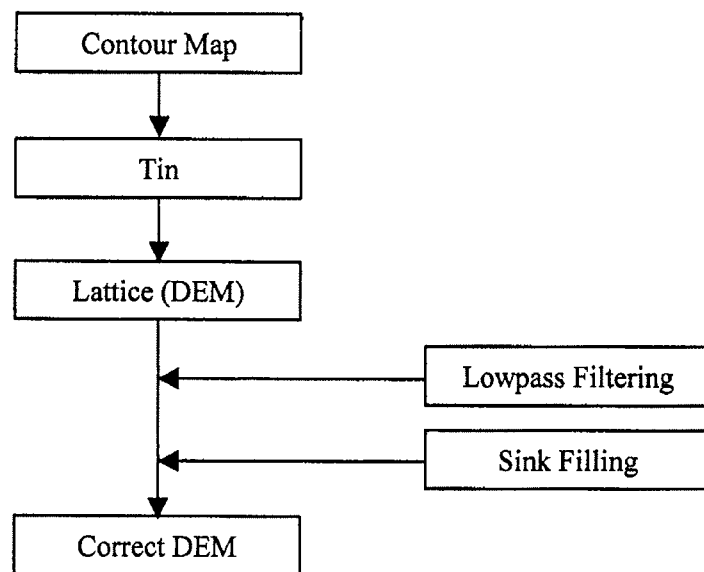 Contour Map
Tin
Lattice (DEM)
Lowpass Filtering
Sink Filling
Correct DEM